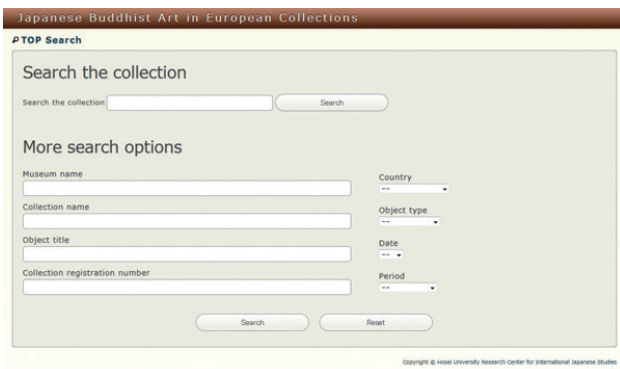 Japanese Buddhist Art in European Collections
TOP Search
Search the collection
Search the collection
Search
More search options
Museum name
Country
--
Collection name
Object type
--
Object title
Date
--
Collection registration number
Period
--
Search
Reset
Copyright © Hosei University Research Center for International Japanese Studies